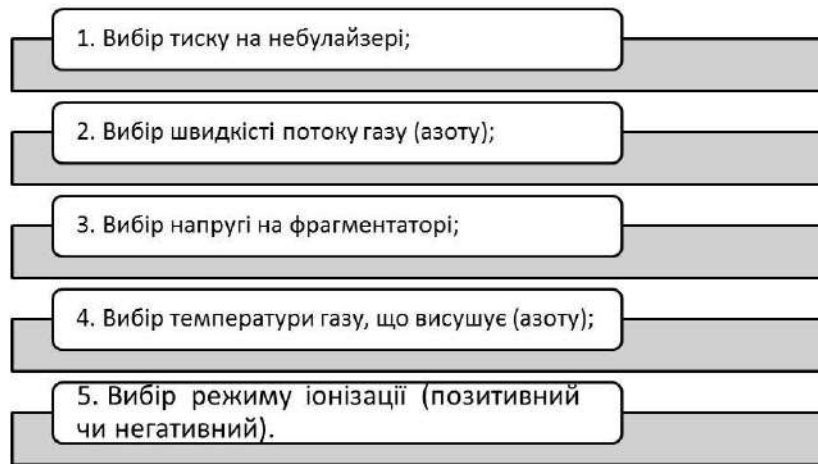 1. Вибір тиску на небулайзері;
2. Вибір швидкісті потоку газу (азоту);
3. Вибір напругі на фрагментаторі;
4. Вибір температури газу, що висушує (азоту);
5. Вибір режиму іонізації (позитивний
чи негативний).